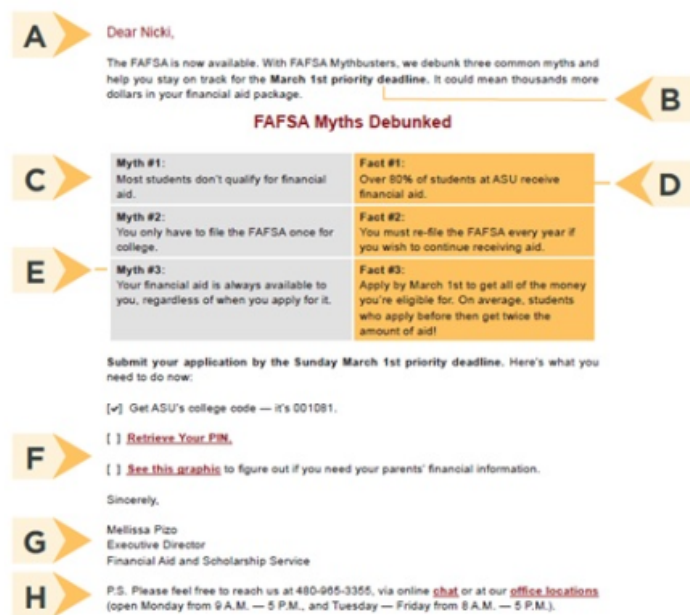 A
Dear Nicki,
The FAFSA is now available. With FAFSA Mythbusters, we debunk three common myths and
help you stay on track for the March 1st priority deadline. It could mean thousands more
dollars in your financial aid package.
B
FAFSA Myths Debunked
C
Myth #1:
Most students don't qualify for financial
aid.
Fact #1:
Over 80% of students at ASU receive
financial aid.
D
Myth #2:
You only have to file the FAFSA once for
college.
Fact #2:
You must re-file the FAFSA every year if
you wish to continue receiving aid.
E
Myth #3:
Your financial aid is always available to
you, regardless of when you apply for it.
Fact #3:
Apply by March 1st to get all of the money
you're eligible for. On average, students
who apply before then get twice the
amount of aid!
Submit your application by the Sunday March 1st priority deadline. Here's what you
need to do now:
[✓] Get ASU's college code — it's 001081.
F
[ ] Retrieve Your PIN.
[ ] See this graphic to figure out if you need your parents' financial information.
Sincerely,
G
Mellissa Pizo
Executive Director
Financial Aid and Scholarship Service
H
P.S. Please feel free to reach us at 480-965-3355, via online chat or at our office locations
(open Monday from 9 A.M. — 5 P.M., and Tuesday — Friday from 8 A.M. — 5 P.M.).